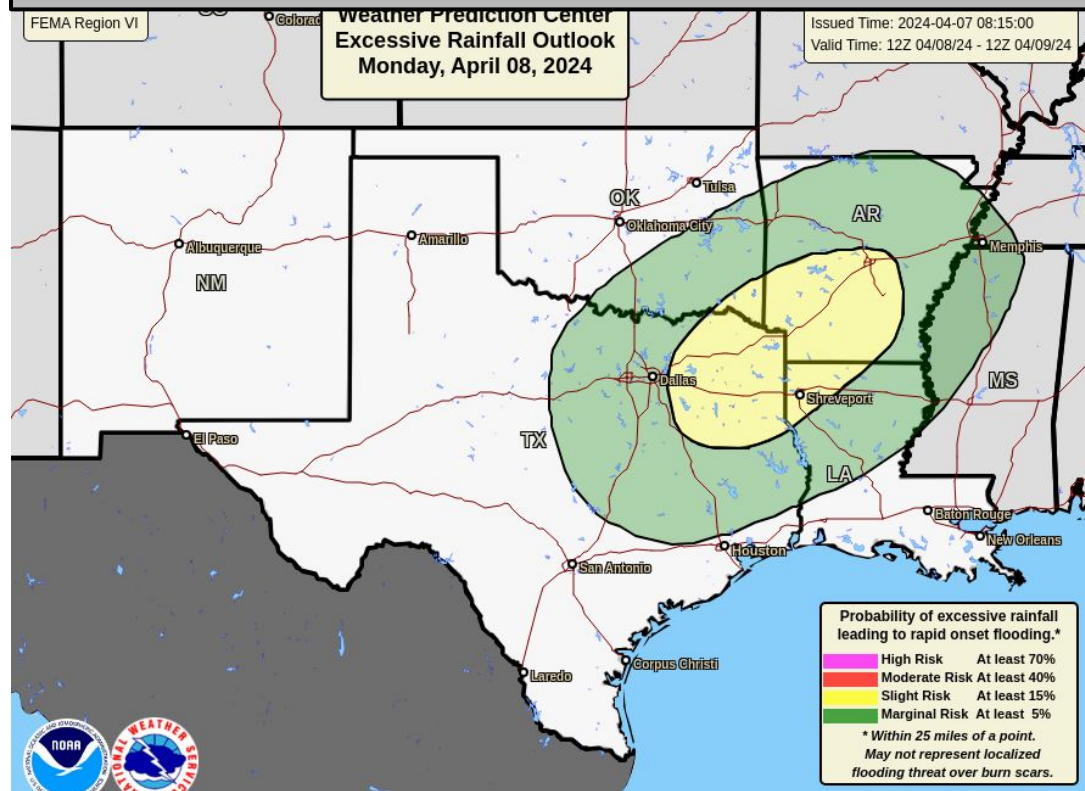 FEMA Region VI
Weather Prediction Center
Excessive Rainfall Outlook
Monday, April 08, 2024
Issued Time: 2024-04-07 08:15:00
Valid Time: 12Z 04/08/24 - 12Z 04/09/24
Colorad
Tulsa
OK
Oklahoma City
AR
Memphis
Albuquerque
Amarillo
NM
Dallas
Shreveport
MS
El Paso
TX
LA
Baton Rouge
New Orleans
Houston
San Antonio
Laredo
Corpus Christi
Probability of excessive rainfall
leading to rapid onset flooding.*
High Risk At least 70%
Moderate Risk At least 40%
Slight Risk At least 15%
Marginal Risk At least 5%
* Within 25 miles of a point.
May not represent localized
flooding threat over burn scars.
NOAA
NATIONAL WEATHER SERVICE